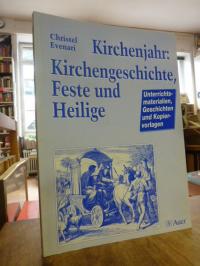 Christel
Evenari
Kirchenjahr:
Kirchengeschichte,
Feste und
Heilige
Unterrichts-
materialien,
Geschichten
und Kopier-
vorlagen
Auer